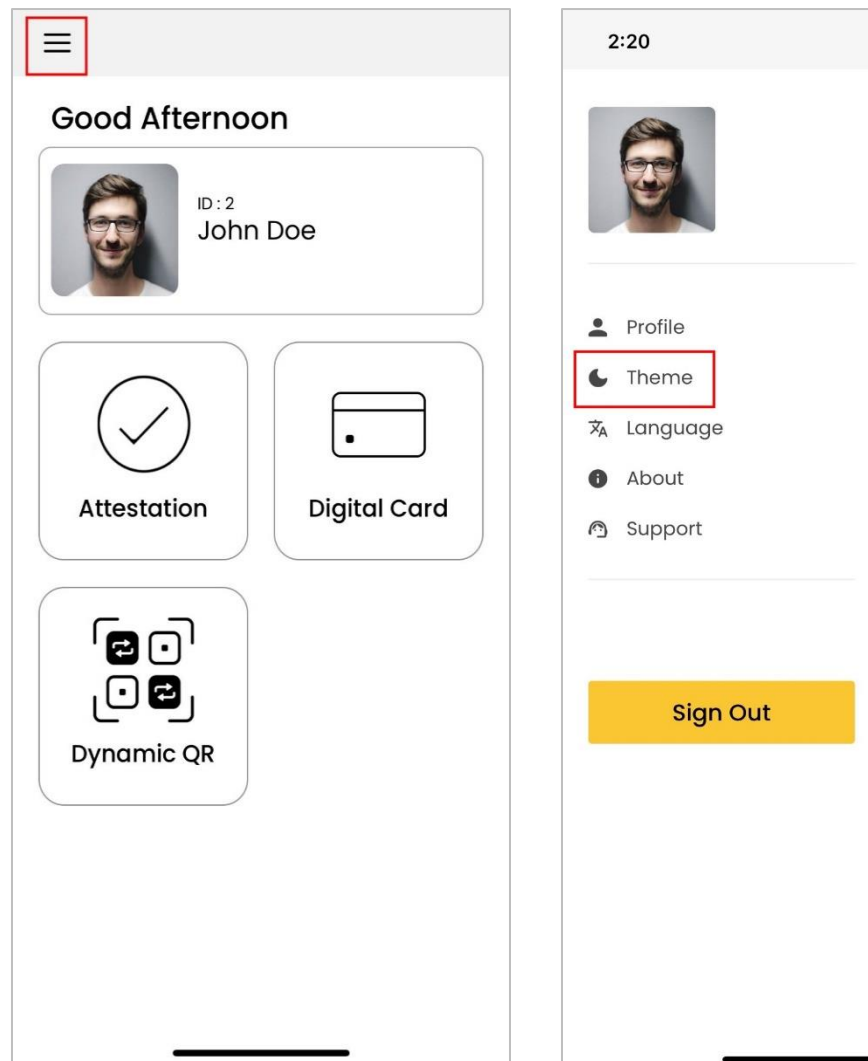 Good Afternoon
ID : 2
John Doe
Attestation
Digital Card
Dynamic QR
2:20
Profile
Theme
Language
About
Support
Sign Out